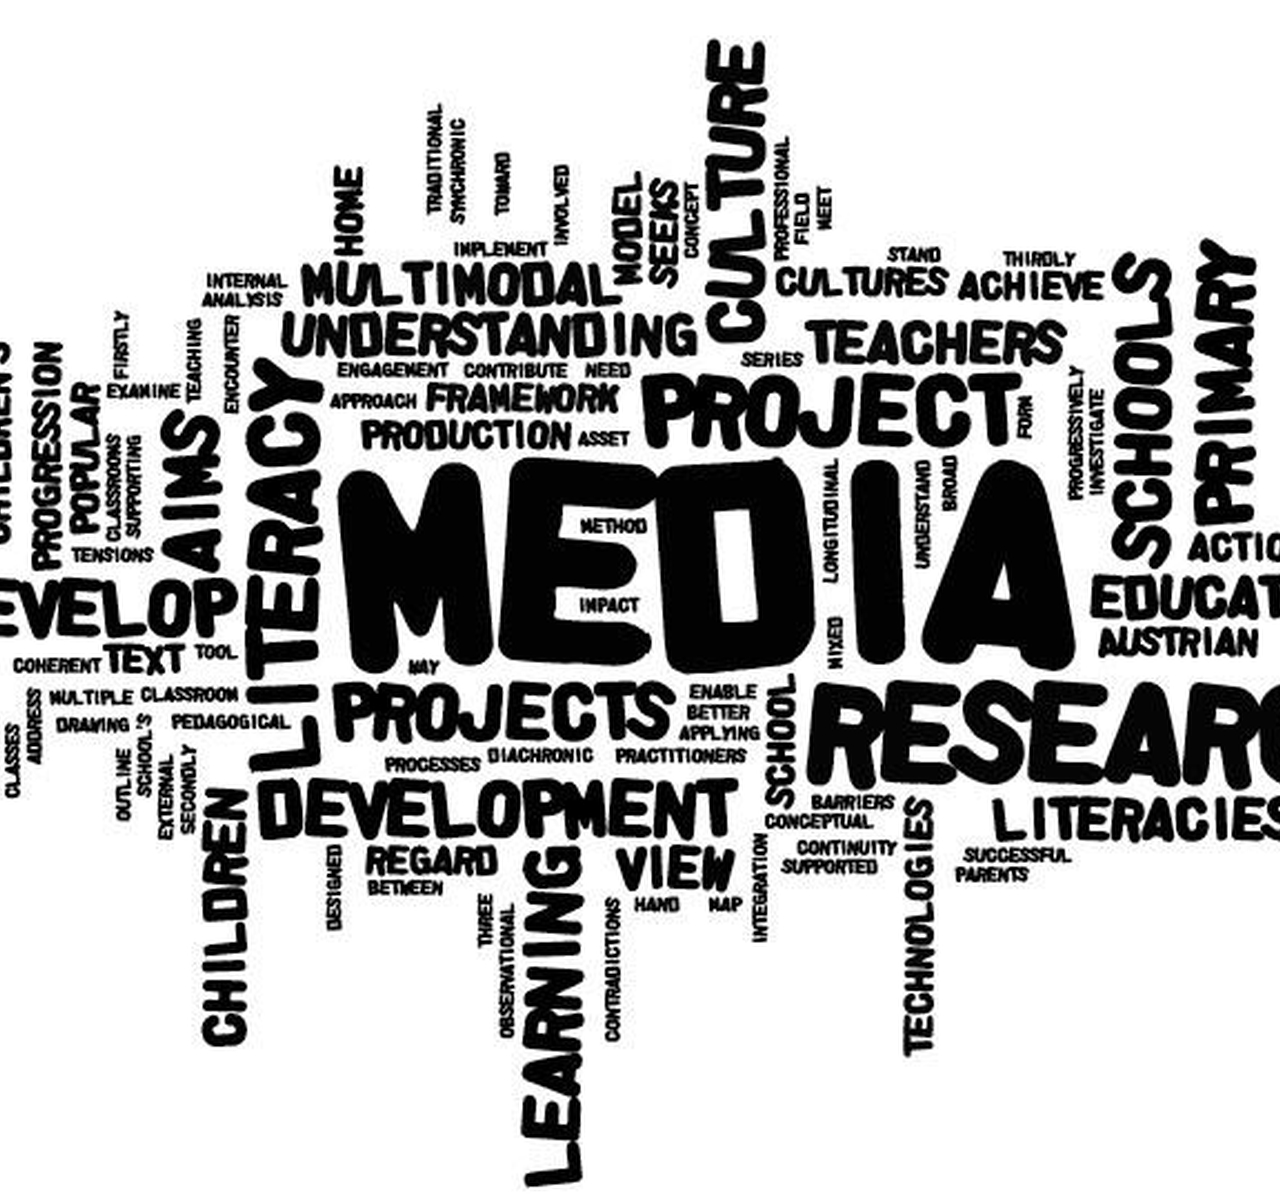 CULTURE
TRADITIONAL
SYNCHRONIC
TOWARD
INVOLVED
HOME
MODEL
SEEKS
CONCEPT
PROFESSIONAL
FIELD
MEET
IMPLEMENT
STAND
THIRDLY
INTERNAL
MULTIMODAL
CULTURES
ACHIEVE
SCHOOLS
PRIMARY
ANALYSIS
UNDERSTANDING
TEACHERS
SERIES
FIRSTLY
TEACHING
ENCOUNTER
CHILDREN'S
PROGRESSION
POPULAR
EXAMINE
LITERACY
ENGAGEMENT
CONTRIBUTE
NEED
APPROACH
FRAMEWORK
PROJECT
FORM
PROGRESSIVELY
INVESTIGATE
PRODUCTION
ASSET
AIMS
CLASSROOMS
SUPPORTING
TENSIONS
MEDIA
METHOD
IMPACT
LONGITUDINAL
MIXED
UNDERSTAND
BROAD
MAY
ACTIO
EVELOP
EDUCAT
AUSTRIAN
COHERENT
TEXT
TOOL
MULTIPLE
CLASSROOM
PROJECTS
ENABLE
BETTER
APPLYING
SCHOOL
RESEARC
CLASSES
ADDRESS
DRAWING
SCHOOL'S
PEDAGOGICAL
PROCESSES
DIACHRONIC
PRACTITIONERS
OUTLINE
EXTERNAL
SECONDLY
CHILDREN
DEVELOPMENT
BARRIERS
CONCEPTUAL
TECHNOLOGIES
LITERACIES
DESIGNED
REGARD
BETWEEN
LEARNING
VIEW
INTEGRATION
CONTINUITY
SUPPORTED
SUCCESSFUL
PARENTS
THREE
OBSERVATIONAL
CONTRADICTIONS
HAND
MAP